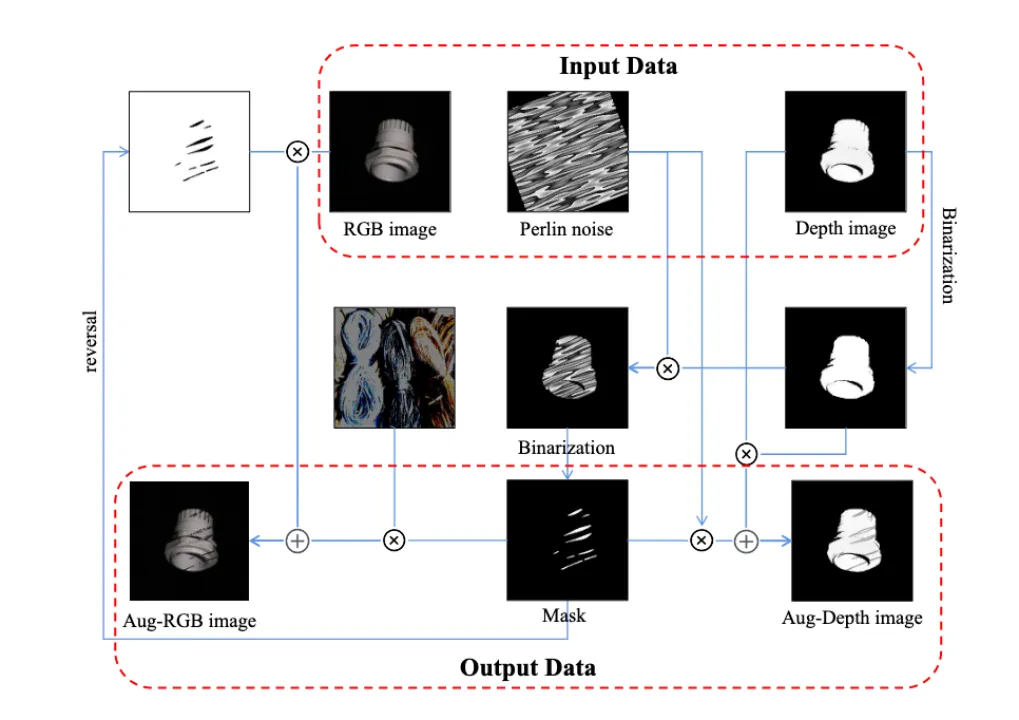 Input Data
RGB image
Perlin noise
Depth image
Binarization
reversal
Binarization
Aug-RGB image
Mask
Aug-Depth image
Output Data